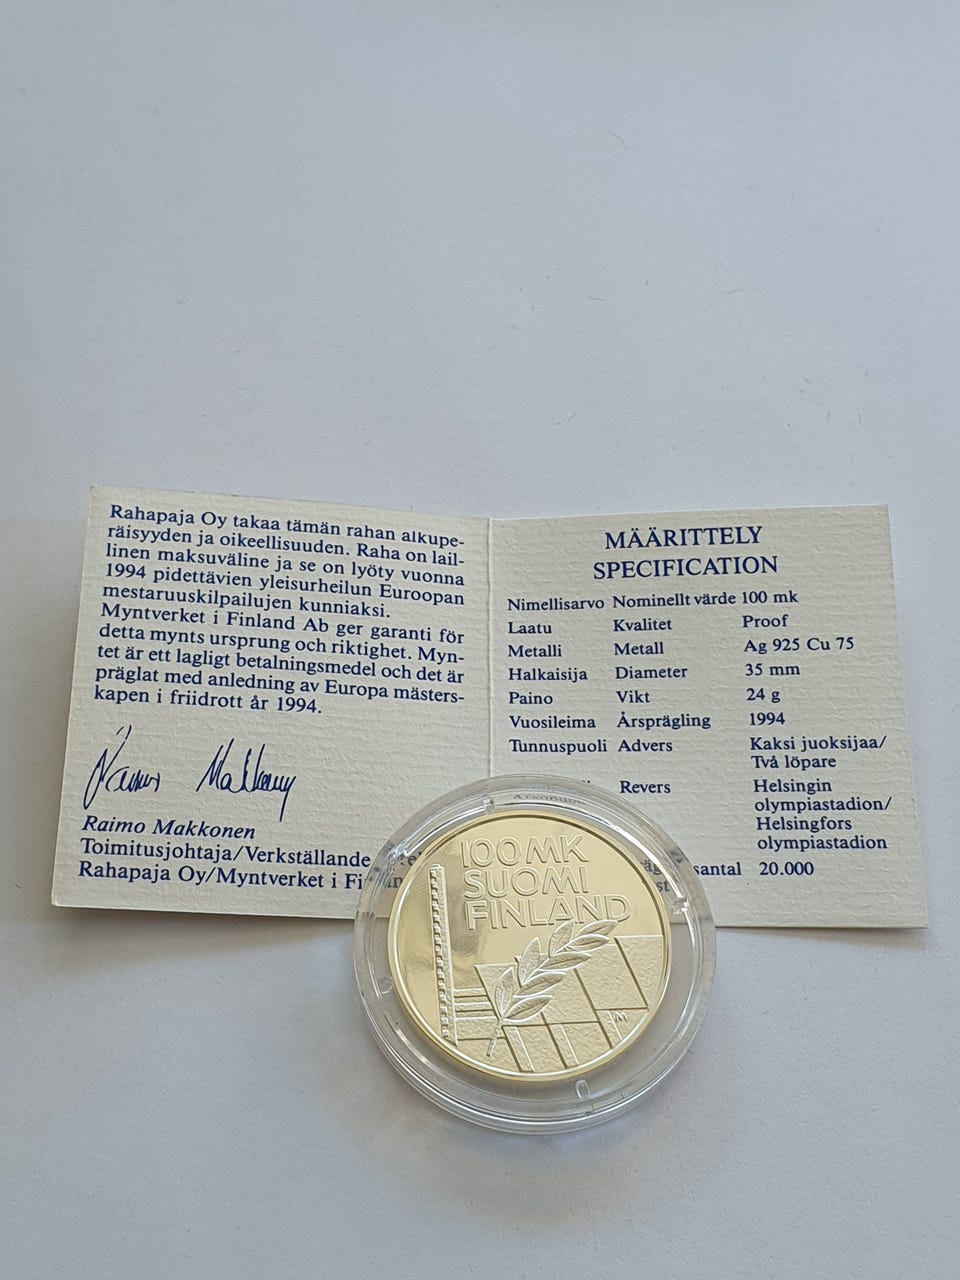 Rahapaja Oy takaa tämän rahan alkupe-
räisyyden ja oikeellisuuden. Raha on lail-
linen maksuväline ja se on lyöty vuonna
1994 pidettävien yleisurheilun Euroopan
mestaruuskilpailujen kunniaksi.
Myntverket i Finland Ab ger garanti för
detta mynts ursprung och riktighet. Myn-
tet är ett lagligt betalningsmedel och det är
präglat med anledning av Europa mästers-
kapen i friidrott år 1994.
Raimo Makkonen
Raimo Makkonen
Toimitusjohtaja/Verkställande
Rahapaja Oy/Myntverket i
MÄÄRITTELY
SPECIFICATION
Nimellisarvo Nominellt värde 100 mk
Laatu Kvalitet Proof
Metalli Metall Ag 925 Cu 75
Halkaisija Diameter 35 mm
Paino Vikt 24 g
Vuosileima Årsprägling 1994
Tunnuspuoli Advers Kaksi juoksijaa/
Två löpare
Revers Helsingin
olympiastadion/
Helsingfors
olympiastadion
santal 20.000
100 MK
SUOMI
FINLAND
M